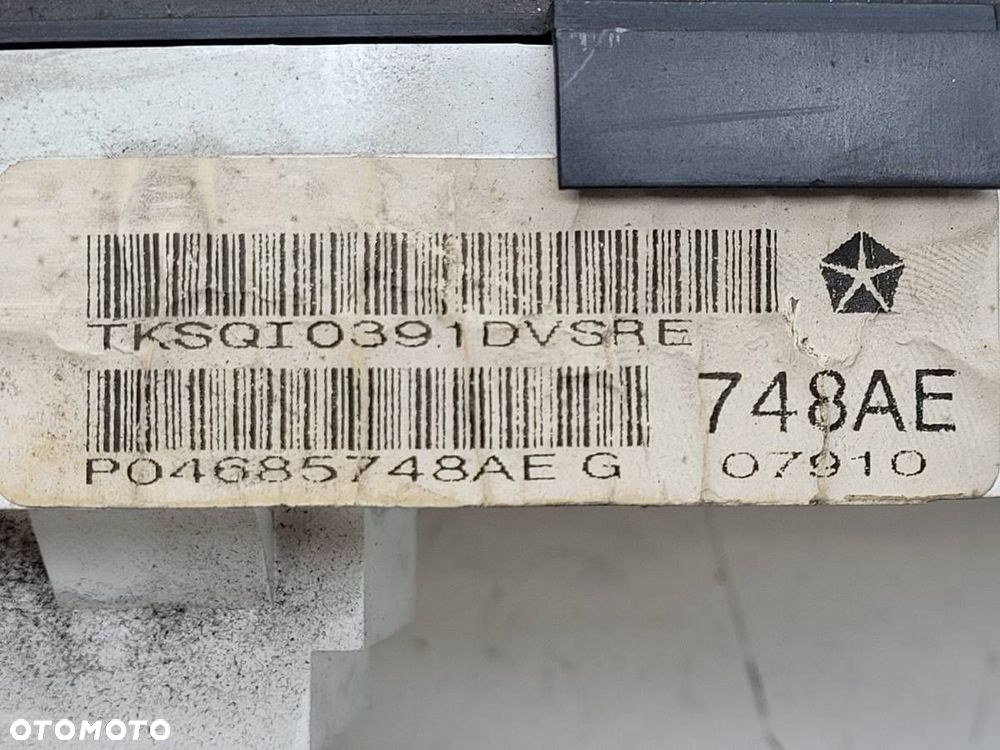 TKSQI0391DVSRE
P04685748AE G
748AE
07910
OTOMOTO